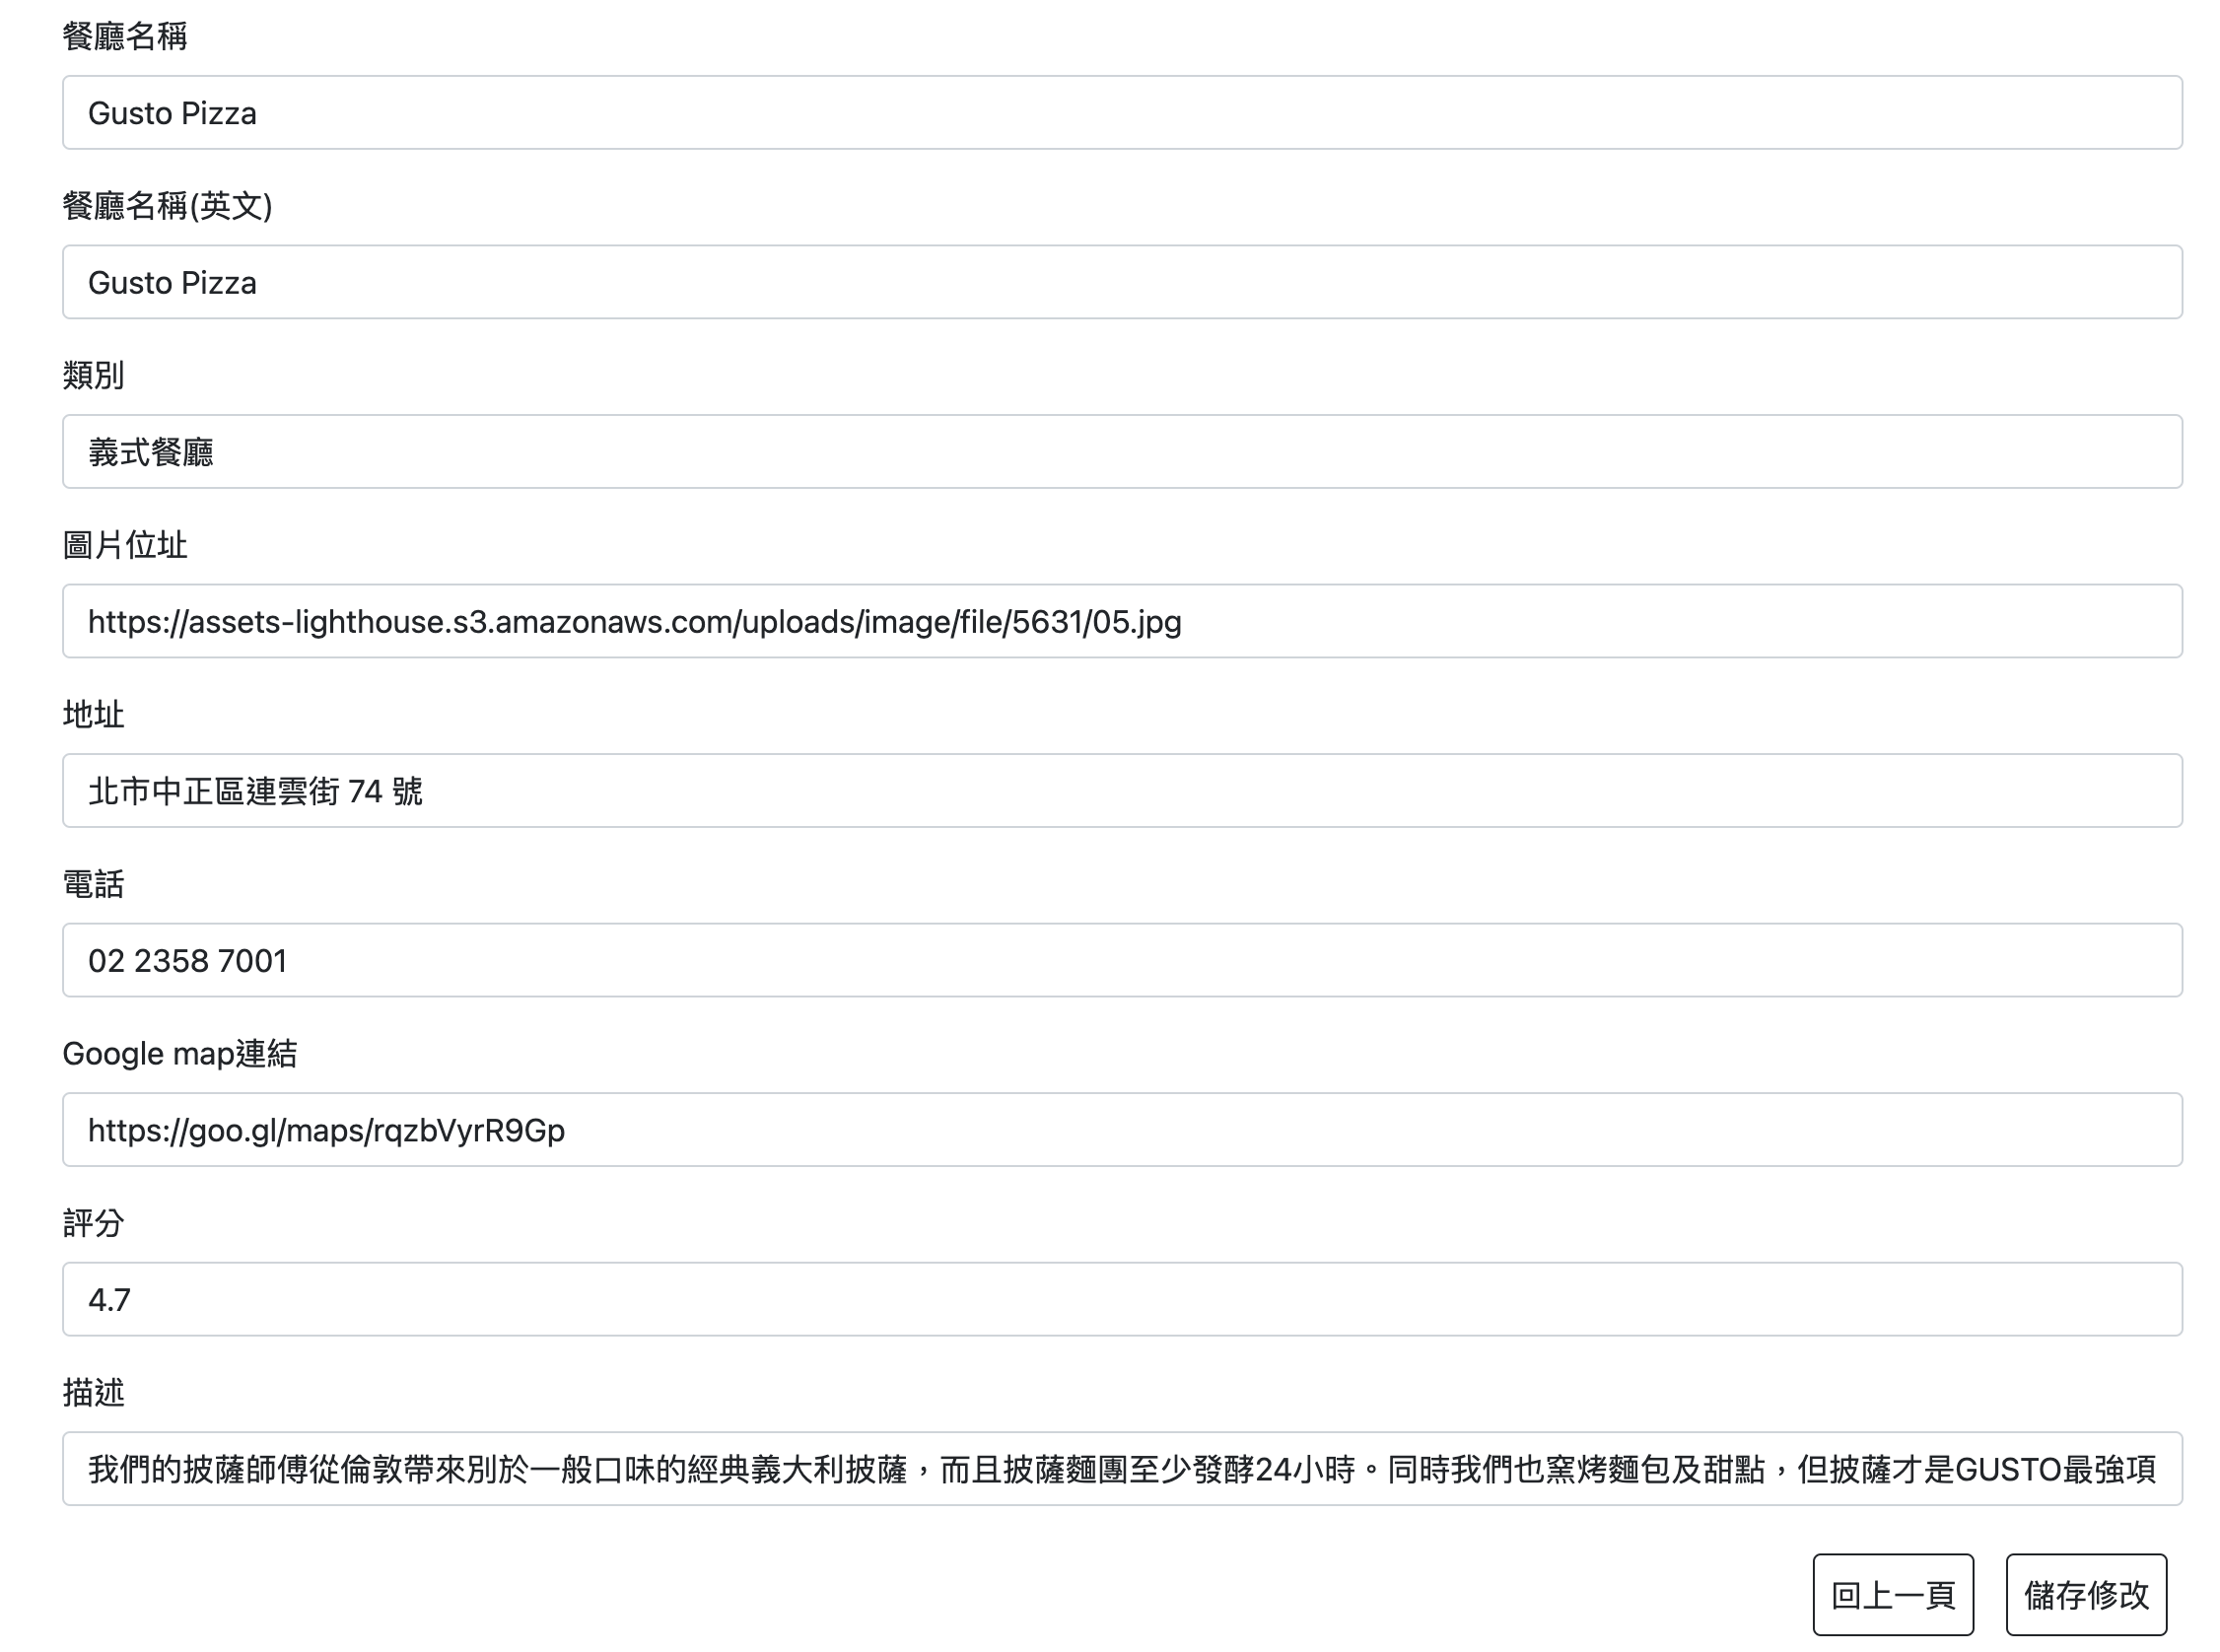 餐廳名稱
Gusto Pizza
餐廳名稱(英文)
Gusto Pizza
類別
義式餐廳
圖片位址
https://assets-lighthouse.s3.amazonaws.com/uploads/image/file/5631/05.jpg
地址
北市中正區連雲街 74 號
電話
02 2358 7001
Google map連結
https://goo.gl/maps/rqzbVyrR9Gp
評分
4.7
描述
我們的披薩師傅從倫敦帶來別於一般口味的經典義大利披薩，而且披薩麵團至少發酵24小時。同時我們也窯烤麵包及甜點，但披薩才是GUSTO最強項
回上一頁 儲存修改